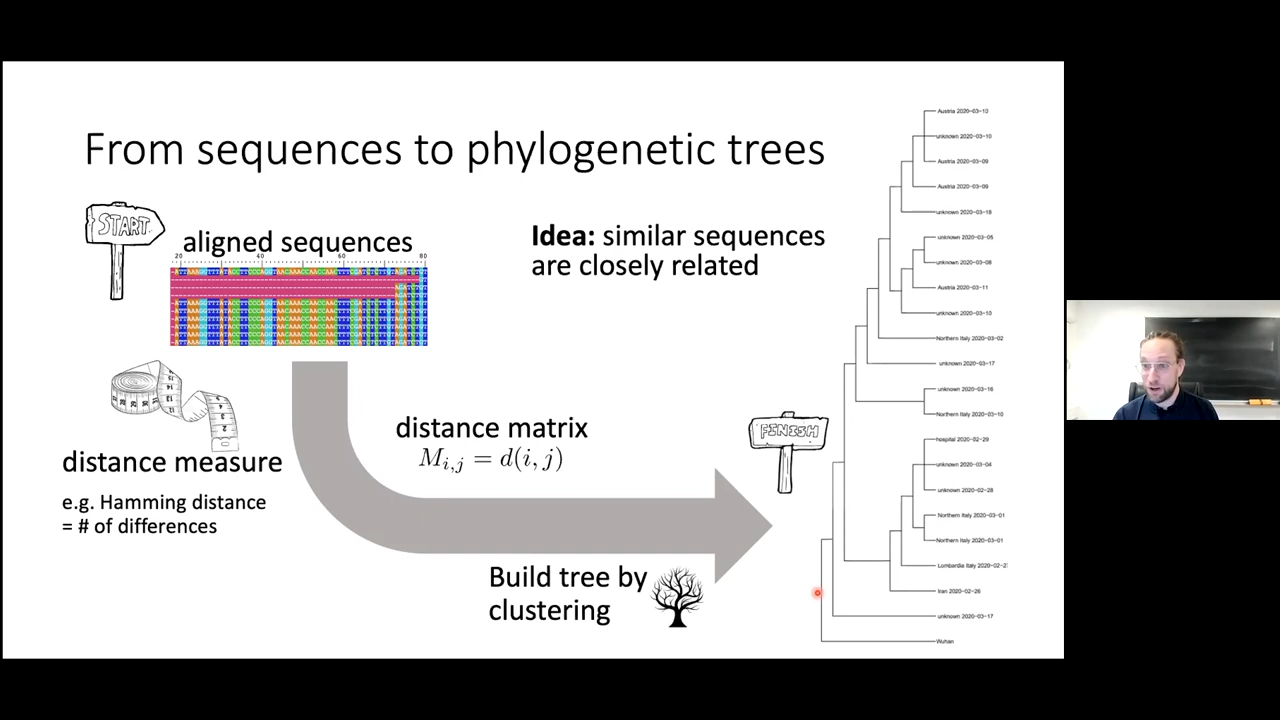 From sequences to phylogenetic trees
START
aligned sequences
20 40 60 80
Idea: similar sequences
are closely related
distance measure
e.g. Hamming distance
= # of differences
distance matrix
M_{i,j} = d(i, j)
FINISH
Build tree by
clustering
Austria 2020-03-10
unknown 2020-03-10
Austria 2020-03-09
Austria 2020-03-09
unknown 2020-03-18
unknown 2020-03-05
unknown 2020-03-08
Austria 2020-03-11
unknown 2020-03-10
Northern Italy 2020-03-02
unknown 2020-03-17
unknown 2020-03-16
Northern Italy 2020-03-10
hospital 2020-02-29
unknown 2020-03-04
unknown 2020-02-28
Northern Italy 2020-03-01
Northern Italy 2020-03-01
Lombardia Italy 2020-02-2
Iran 2020-02-26
unknown 2020-03-17
Wuhan